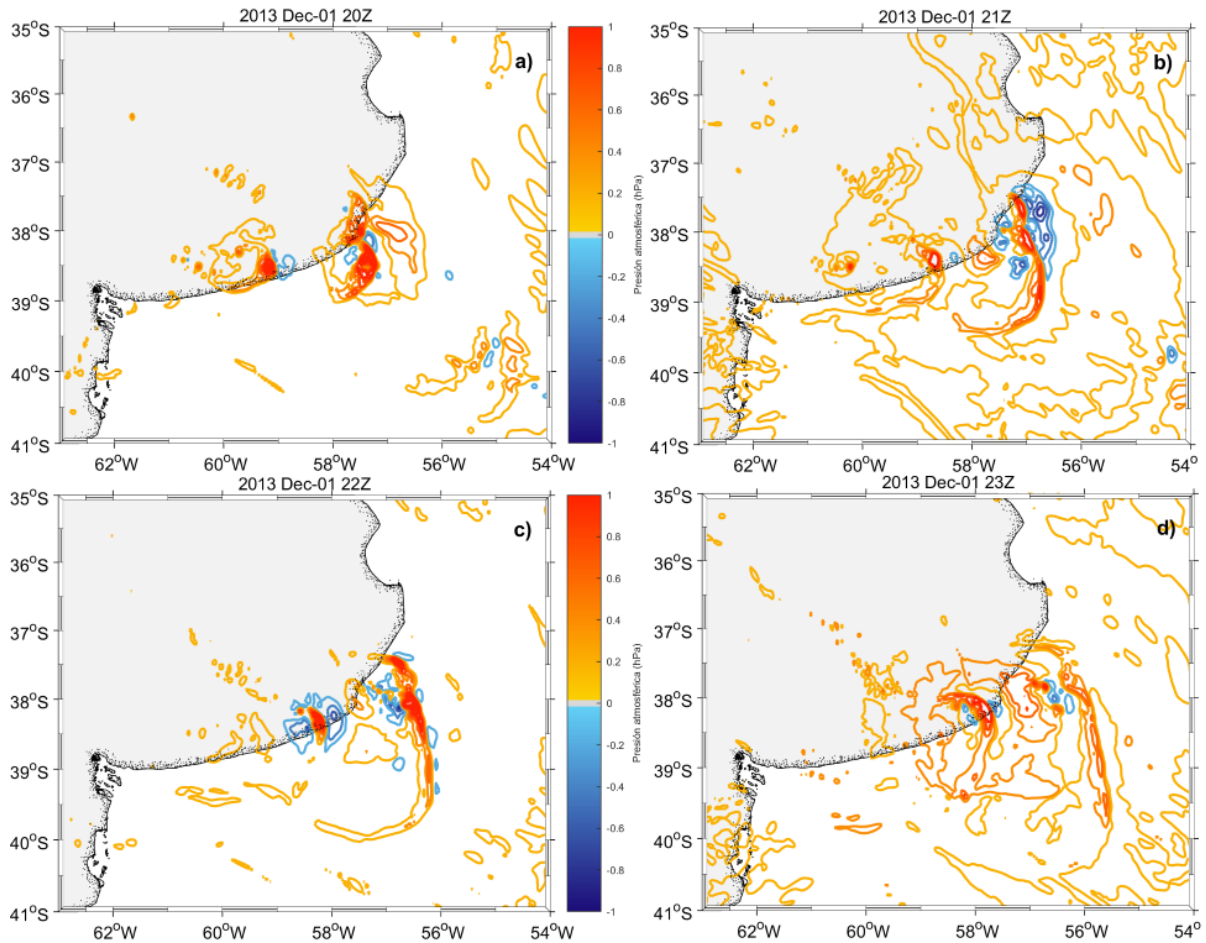 2013 Dec-01 20Z
a)
35°S
36°S
37°S
38°S
39°S
40°S
41°S
62°W 60°W 58°W 56°W 54°W
1
0.8
0.6
0.4
0.2
0
-0.2
-0.4
-0.6
-0.8
-1
Presión atmosférica (hPa)
2013 Dec-01 21Z
b)
35°S
36°S
37°S
38°S
39°S
40°S
41°S
62°W 60°W 58°W 56°W 54°
2013 Dec-01 22Z
c)
35°S
36°S
37°S
38°S
39°S
40°S
41°S
62°W 60°W 58°W 56°W 54°W
1
0.8
0.6
0.4
0.2
0
-0.2
-0.4
-0.6
-0.8
-1
Presión atmosférica (hPa)
2013 Dec-01 23Z
d)
35°S
36°S
37°S
38°S
39°S
40°S
41°S
62°W 60°W 58°W 56°W 54°W